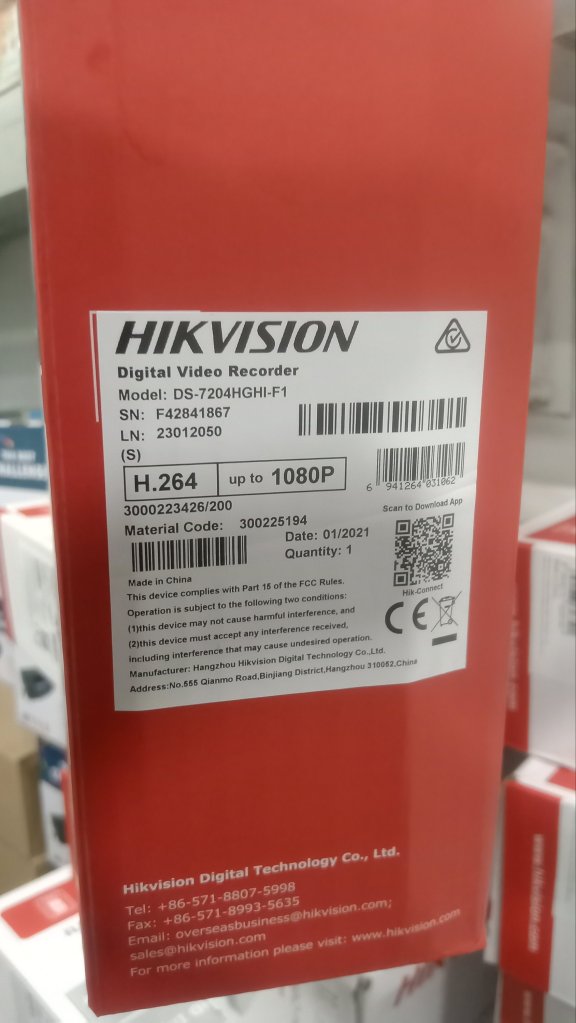 HIKVISION
Digital Video Recorder
Model: DS-7204HGHI-F1
SN: F42841867
LN: 23012050
(S)
H.264 up to 1080P
6 941264 031062
3000223426/200
Scan to Download App
Material Code: 300225194
Date: 01/2021
Quantity: 1
Hik-Connect
Made in China
This device complies with Part 15 of the FCC Rules.
Operation is subject to the following two conditions:
(1)this device may not cause harmful interference, and
(2)this device must accept any interference received,
including interference that may cause undesired operation.
Manufacturer: Hangzhou Hikvision Digital Technology Co.,Ltd.
Address:No.555 Qianmo Road,Binjiang District,Hangzhou 310052,China
CE
Hikvision Digital Technology Co., Ltd.
Tel: +86-571-8807-5998
Fax: +86-571-8993-5635
Email: overseasbusiness@hikvision.com;
sales@hikvision.com
For more information please visit: www.hikvision.com